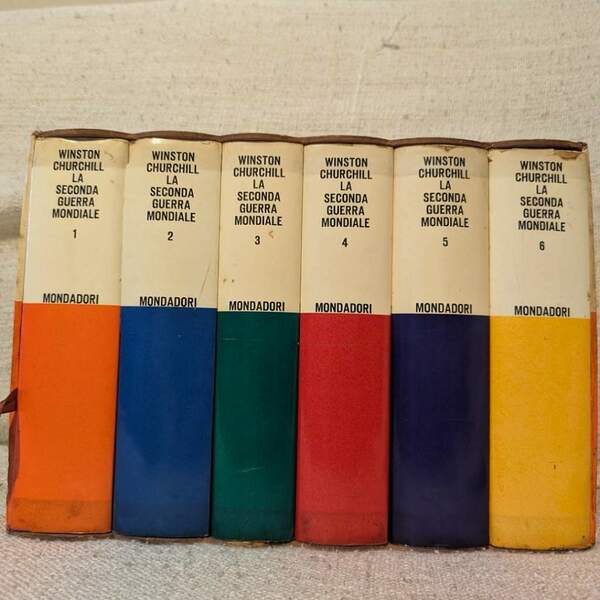 WINSTON
CHURCHILL
LA
SECONDA
GUERRA
MONDIALE
1
MONDADORI
WINSTON
CHURCHILL
LA
SECONDA
GUERRA
MONDIALE
2
MONDADORI
WINSTON
CHURCHILL
LA
SECONDA
GUERRA
MONDIALE
3
MONDADORI
WINSTON
CHURCHILL
LA
SECONDA
GUERRA
MONDIALE
4
MONDADORI
WINSTON
CHURCHILL
LA
SECONDA
GUERRA
MONDIALE
5
MONDADORI
WINSTON
CHURCHILL
LA
SECONDA
GUERRA
MONDIALE
6
MONDADORI